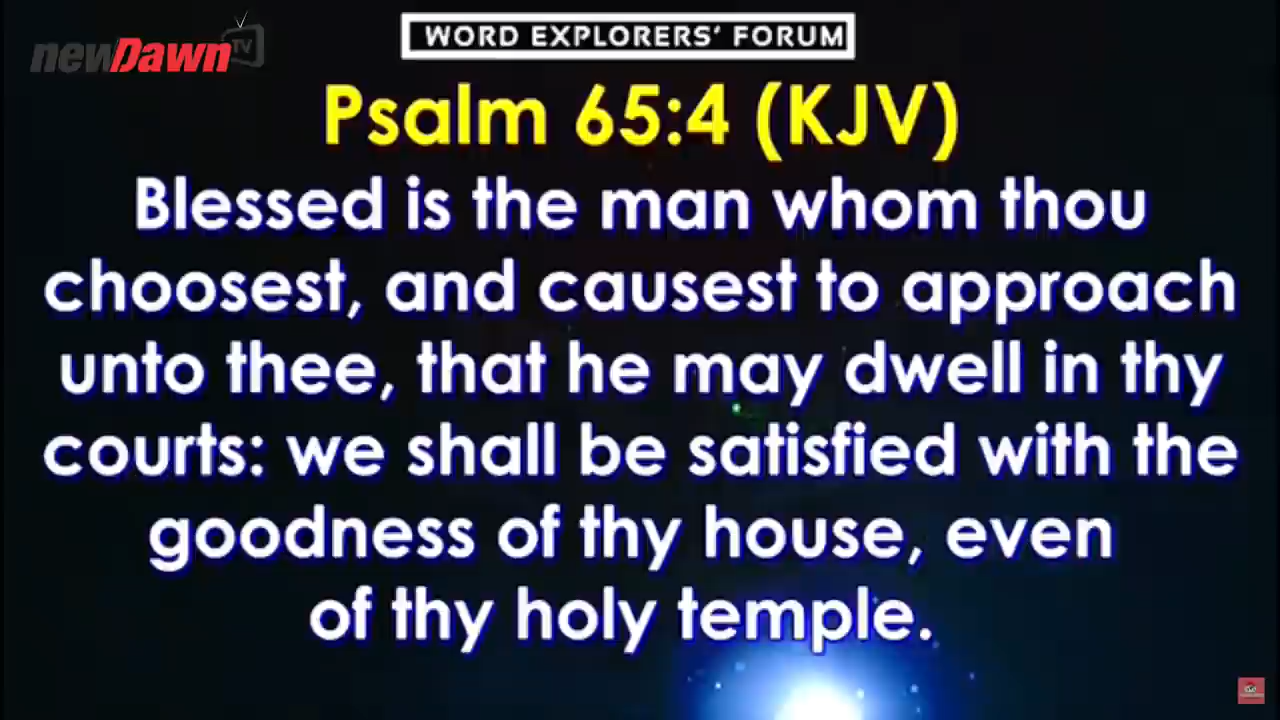 WORD EXPLORERS' FORUM
newDawn TV
Psalm 65:4 (KJV)
Blessed is the man whom thou
choosest, and causest to approach
unto thee, that he may dwell in thy
courts: we shall be satisfied with the
goodness of thy house, even
of thy holy temple.